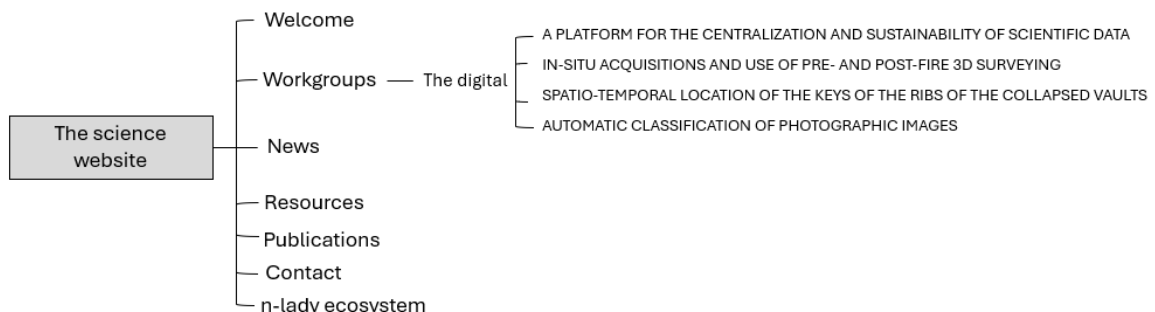 Welcome
A PLATFORM FOR THE CENTRALIZATION AND SUSTAINABILITY OF SCIENTIFIC DATA
IN-SITU ACQUISITIONS AND USE OF PRE- AND POST-FIRE 3D SURVEYING
Workgroups
The digital
SPATIO-TEMPORAL LOCATION OF THE KEYS OF THE RIBS OF THE COLLAPSED VAULTS
AUTOMATIC CLASSIFICATION OF PHOTOGRAPHIC IMAGES
The science
website
News
Resources
Publications
Contact
n-lady ecosystem